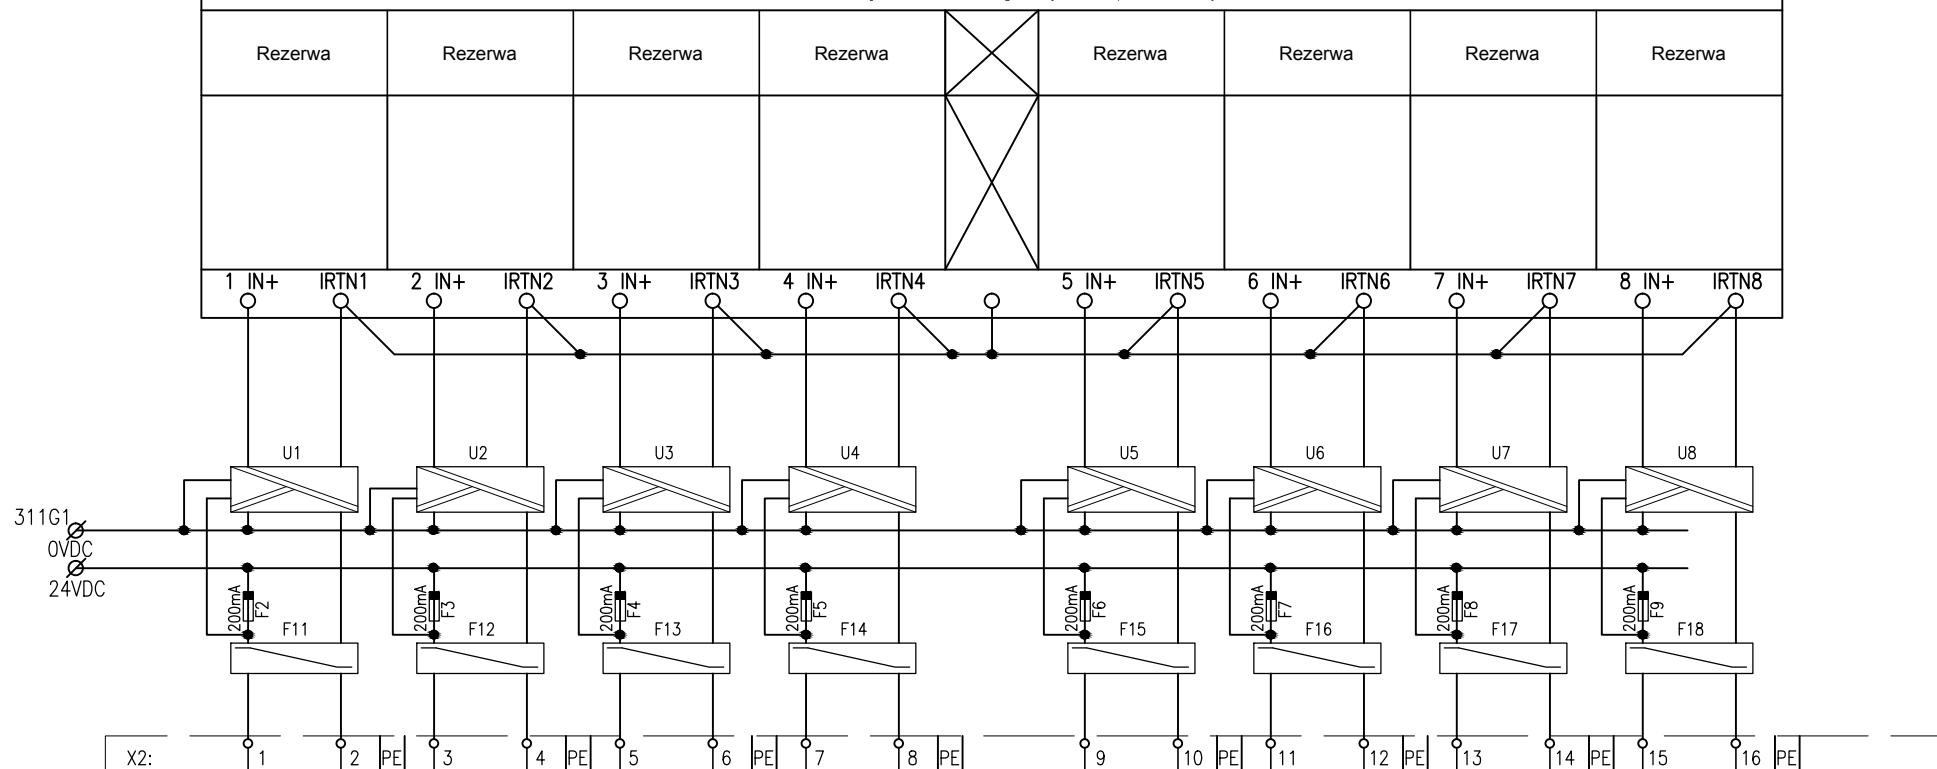 Rezerwa Rezerwa Rezerwa Rezerwa Rezerwa Rezerwa Rezerwa Rezerwa
1 IN+ IRTN1 2 IN+ IRTN2 3 IN+ IRTN3 4 IN+ IRTN4 5 IN+ IRTN5 6 IN+ IRTN6 7 IN+ IRTN7 8 IN+ IRTN8
U1 U2 U3 U4 U5 U6 U7 U8
311G1
0VDC
24VDC
200mA F2 200mA F3 200mA F4 200mA F5 200mA F6 200mA F7 200mA F8 200mA F9
F11 F12 F13 F14 F15 F16 F17 F18
X2: 1 2 PE 3 4 PE 5 6 PE 7 8 PE 9 10 PE 11 12 PE 13 14 PE 15 16 PE